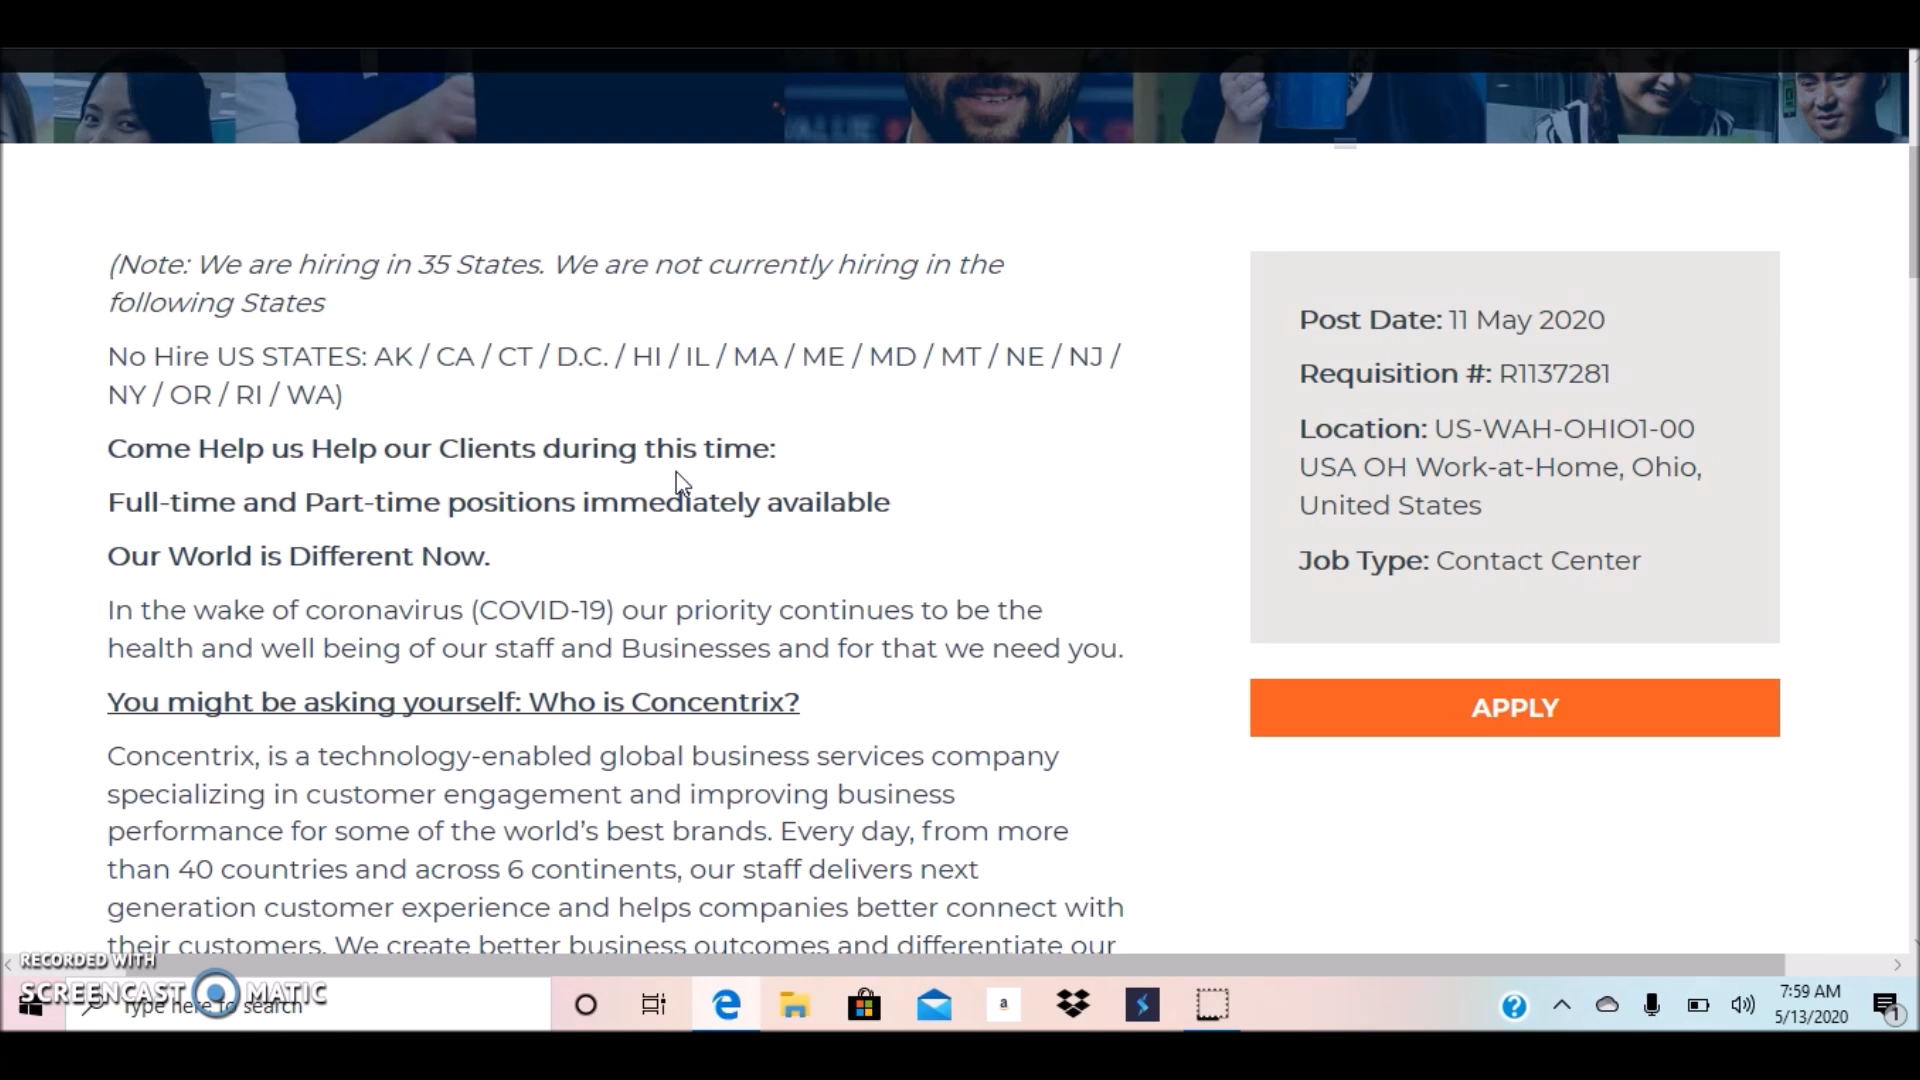 (Note: We are hiring in 35 States. We are not currently hiring in the
following States
No Hire US STATES: AK / CA / CT / D.C. / HI / IL / MA / ME / MD / MT / NE / NJ /
NY / OR / RI / WA)
Come Help us Help our Clients during this time:
Full-time and Part-time positions immediately available
Our World is Different Now.
In the wake of coronavirus (COVID-19) our priority continues to be the
health and well being of our staff and Businesses and for that we need you.
You might be asking yourself: Who is Concentrix?
Concentrix, is a technology-enabled global business services company
specializing in customer engagement and improving business
performance for some of the world's best brands. Every day, from more
than 40 countries and across 6 continents, our staff delivers next
generation customer experience and helps companies better connect with
their customers. We create better business outcomes and differentiate our
Post Date: 11 May 2020
Requisition #: R1137281
Location: US-WAH-OHIO1-00
USA OH Work-at-Home, Ohio,
United States
Job Type: Contact Center
APPLY
RECORDED WITH
SCREENCAST MATIC
Type here to search
a
7:59 AM
5/13/2020
1